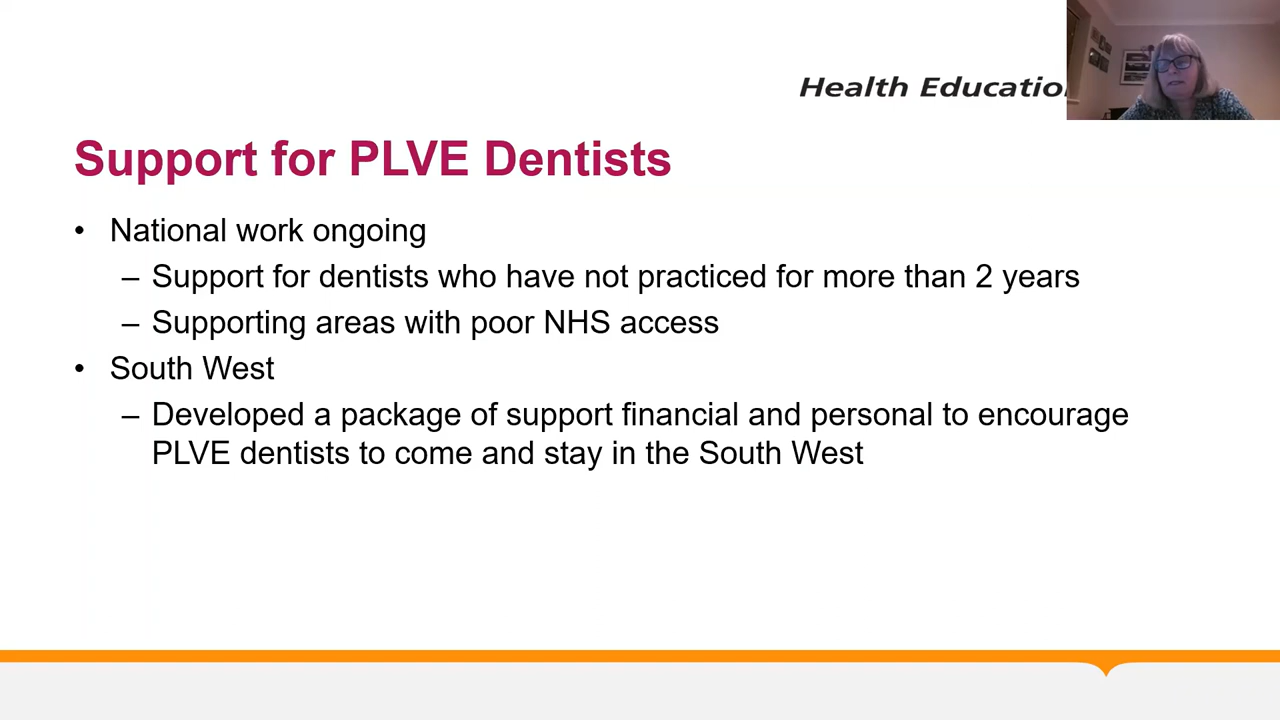 Health Education
Support for PLVE Dentists
• National work ongoing
– Support for dentists who have not practiced for more than 2 years
– Supporting areas with poor NHS access
• South West
– Developed a package of support financial and personal to encourage
PLVE dentists to come and stay in the South West